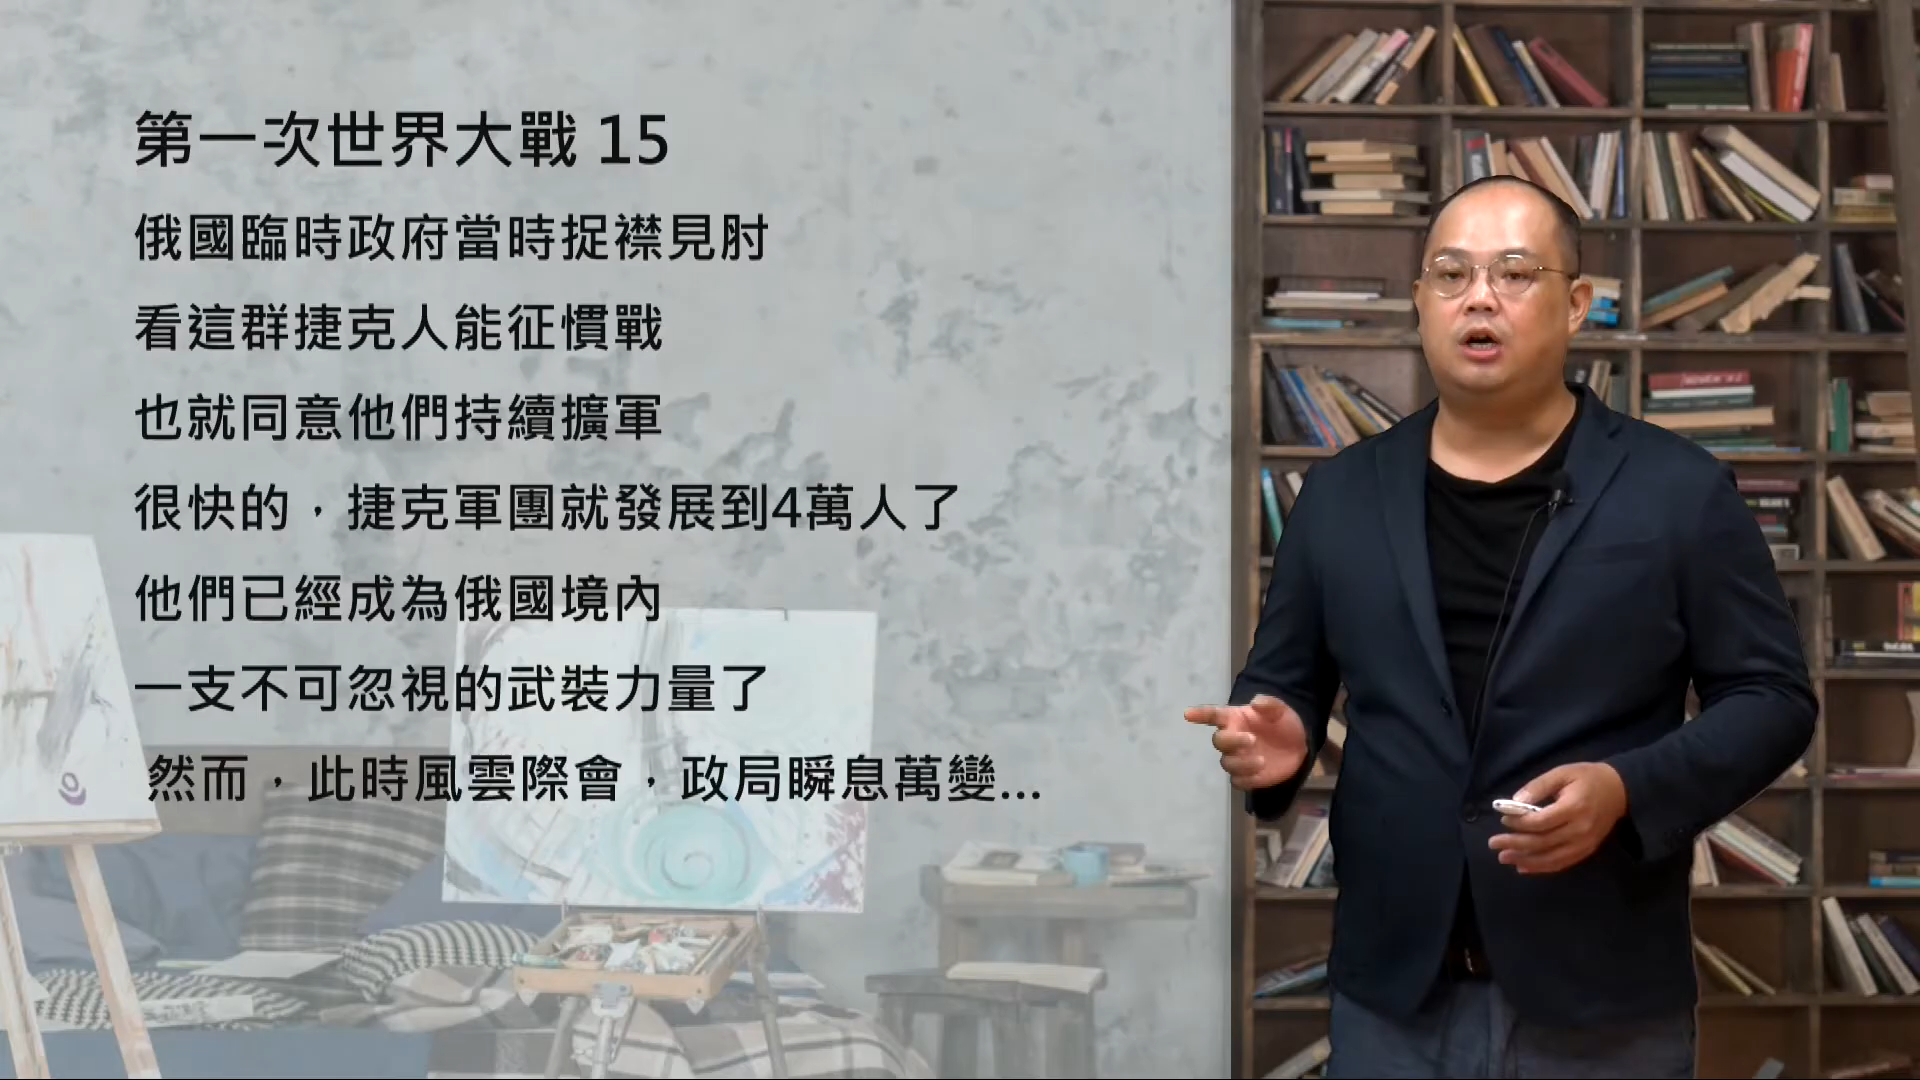 第一次世界大戰 15
俄國臨時政府當時捉襟見肘
看這群捷克人能征慣戰
也就同意他們持續擴軍
很快的，捷克軍團就發展到4萬人了
他們已經成為俄國境內
一支不可忽視的武裝力量了
然而，此時風雲際會，政局瞬息萬變...